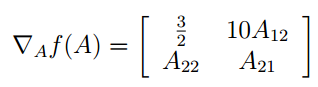 ∇_A f(A) = [ 3/2  10A_12
A_22  A_21 ]